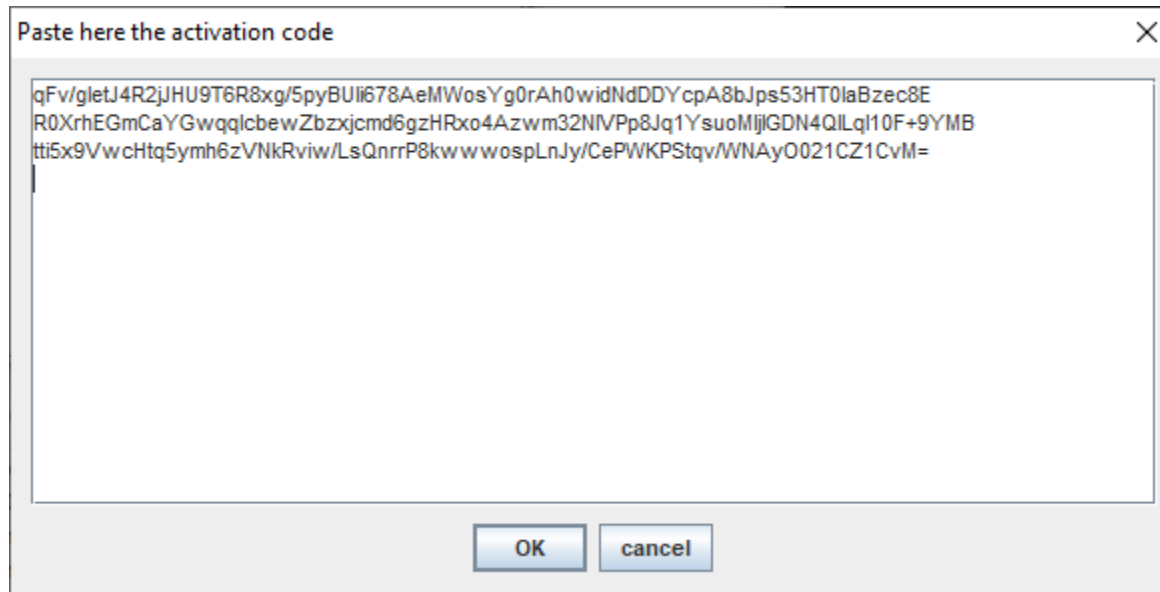 Paste here the activation code
qFv/gletJ4R2jJHU9T6R8xg/5pyBUli678AeMWosYg0rAh0widNdDDYcpA8bJps53HT0laBzec8E
R0XrhEGmCaYGwqqlcbewZbzxjcmd6gzHRxo4Azwm32NlVPp8Jq1YsuoMljlGDN4QlLql10F+9YMB
tti5x9VwcHtq5ymh6zVNkRviw/LsQnrrP8kwwwospLnJy/CePWKPStqv/WNAyO021CZ1CvM=
OK
cancel